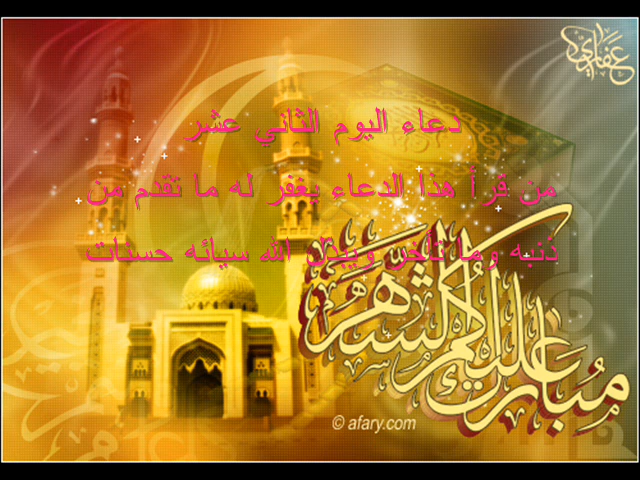 عفاري
دعاء اليوم الثاني عشر
من قرأ هذا الدعاء يغفر له ما تقدم من
ذنبه وما تأخر ويبدل الله سيائه حسنات
مبارك عليكم الشهر
© afary.com